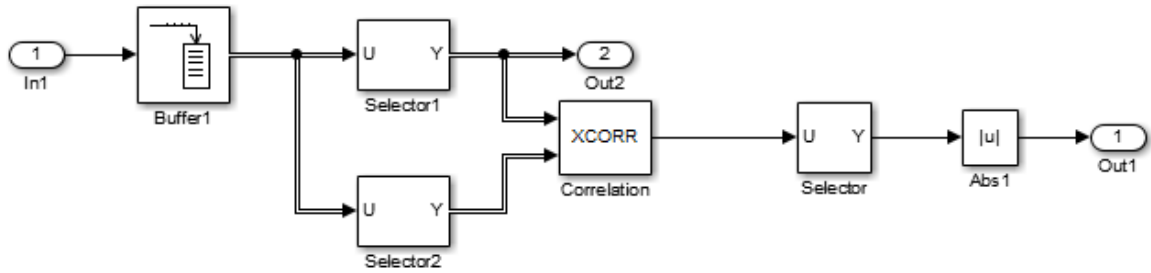 1
In1
Buffer1
U Y
Selector1
2
Out2
U Y
Selector2
XCORR
Correlation
U Y
Selector
|u|
Abs1
1
Out1